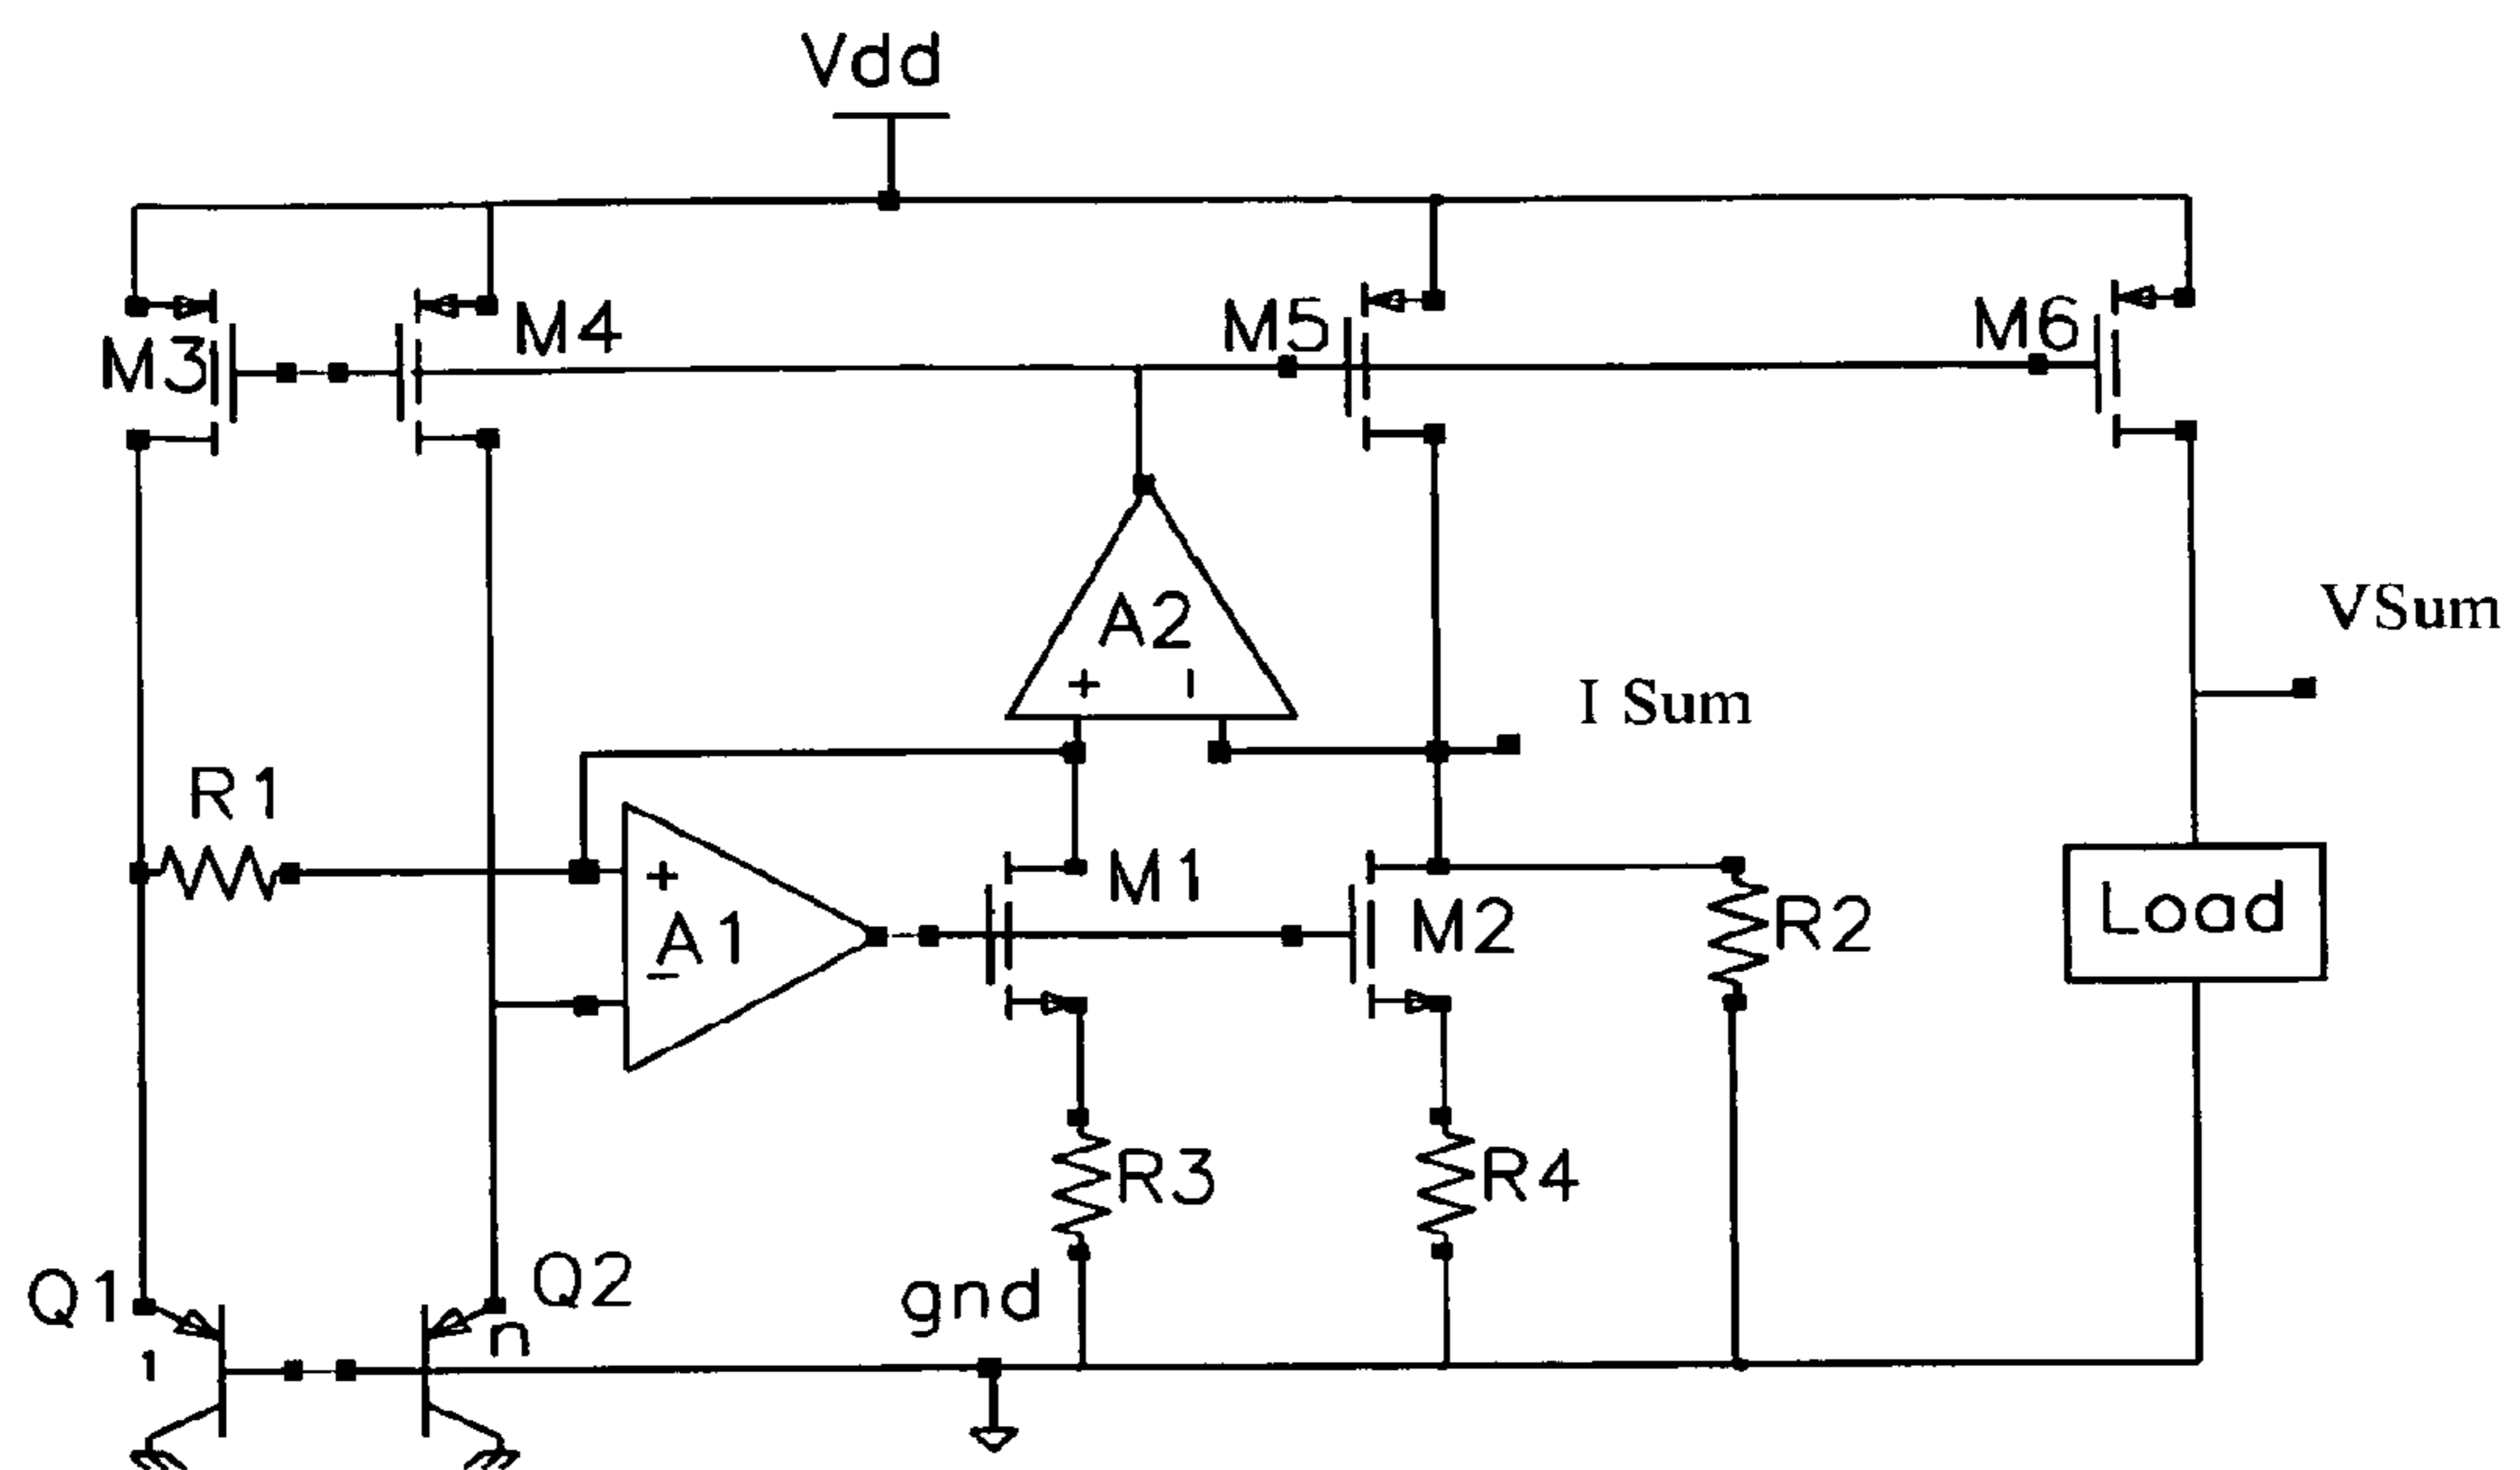 Vdd
M3
M4
M5
M6
A2
+ −
VSum
I Sum
R1
+
A1
−
M1
M2
R2
Load
R3
R4
Q1
1
Q2
n
gnd